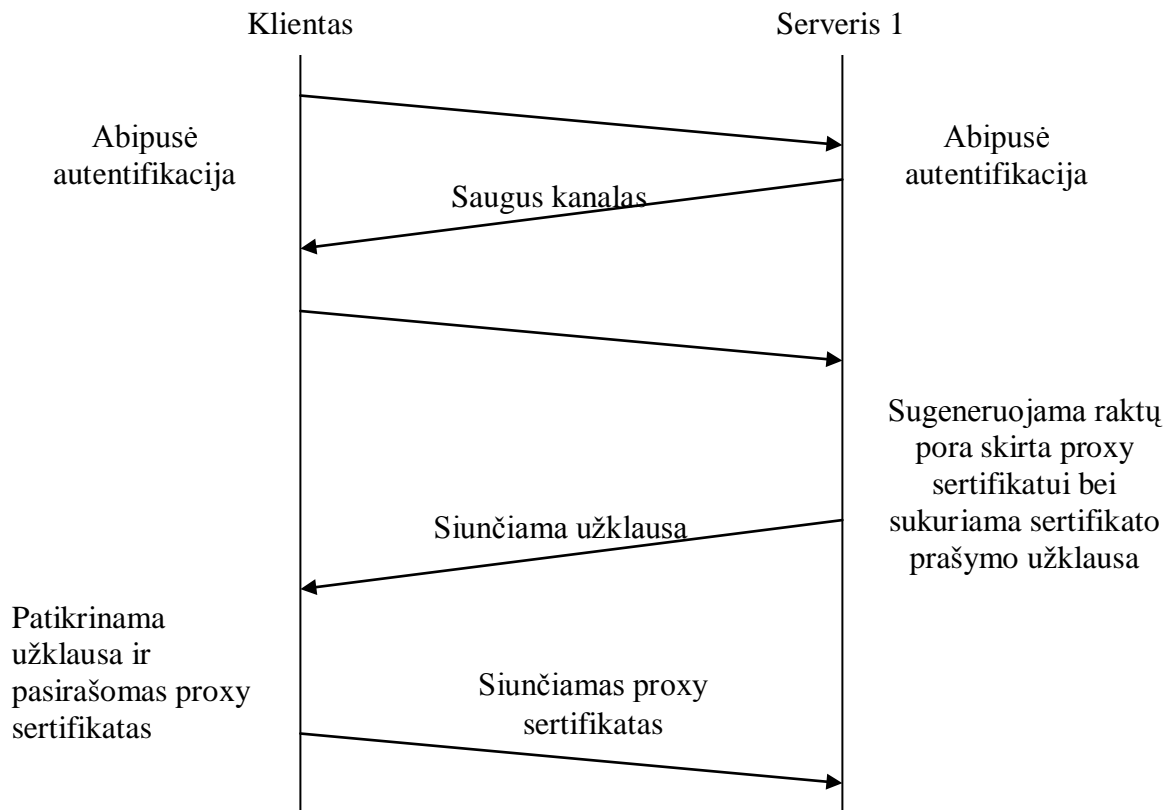 Klientas
Serveris 1
Abipusė
autentifikacija
Abipusė
autentifikacija
Saugus kanalas
Sugeneruojama raktų
pora skirta proxy
sertifikatui bei
sukuriama sertifikato
prašymo užklausa
Siunčiama užklausa
Patikrinama
užklausa ir
pasirašomas proxy
sertifikatas
Siunčiamas proxy
sertifikatas